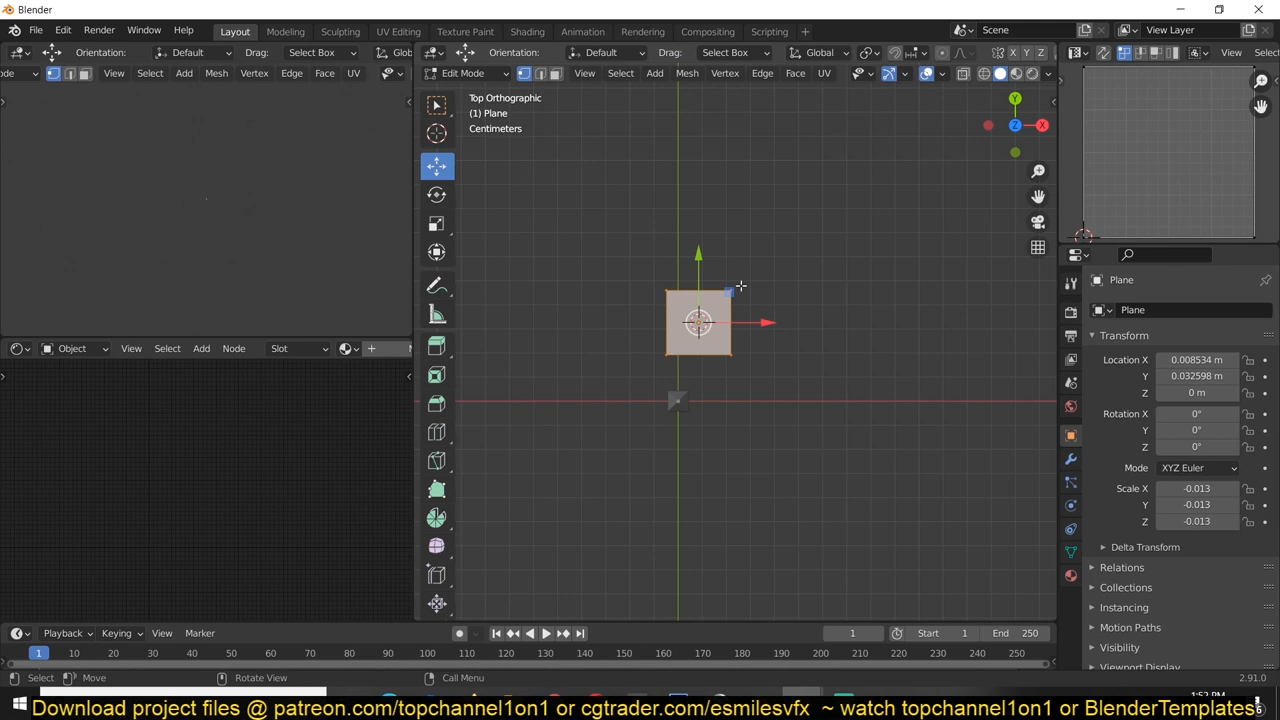 Blender
File Edit Render Window Help Layout Modeling Sculpting UV Editing Texture Paint Shading Animation Rendering Compositing Scripting + Scene View Layer
Orientation: Default Drag: Select Box Orientation: Default Drag: Select Box Global X Y Z View
View Select Add Mesh Vertex Edge Face UV Edit Mode View Select Add Mesh Vertex Edge Face UV
Top Orthographic
(1) Plane
Centimeters
Y
Z X
Plane
Object View Select Add Node Slot
Plane
Transform
Location X 0.008534 m
Y 0.032598 m
Z 0 m
Rotation X 0°
Y 0°
Z 0°
Mode XYZ Euler
Scale X -0.013
Y -0.013
Z -0.013
Delta Transform
Relations
Collections
Instancing
Motion Paths
Visibility
Viewport Display
Playback Keying View Marker 1 Start 1 End 250
1 10 20 30 40 50 60 70 80 90 100 110 120 130 140 150 160 170 180 190 200 210 220 230 240 250
Select Move Rotate View Call Menu 2.91.0
1:52 PM
Download project files @ patreon.com/topchannel1on1 or cgtrader.com/esmilesvfx ~ watch topchannel1on1 or BlenderTemplates